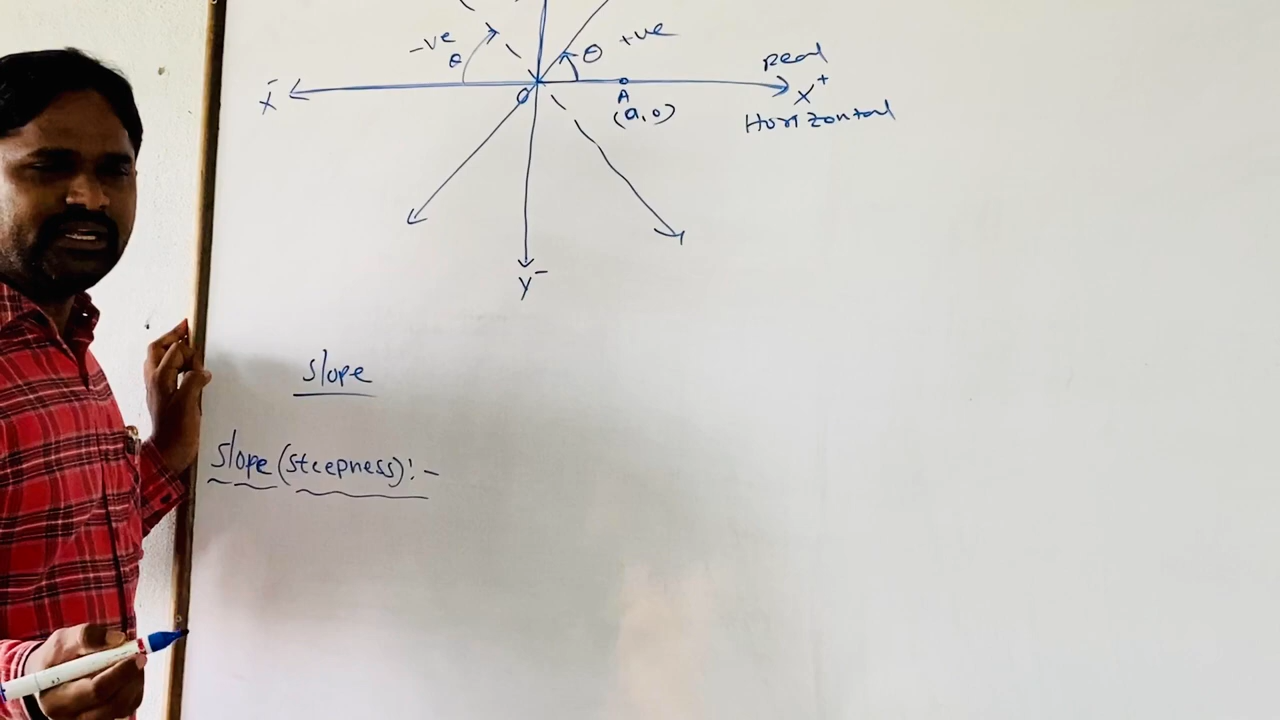 -ve θ θ +ve Real
X⁻ O A X⁺
(a,0) Horizontal
Y⁻
Slope
Slope (steepness):-